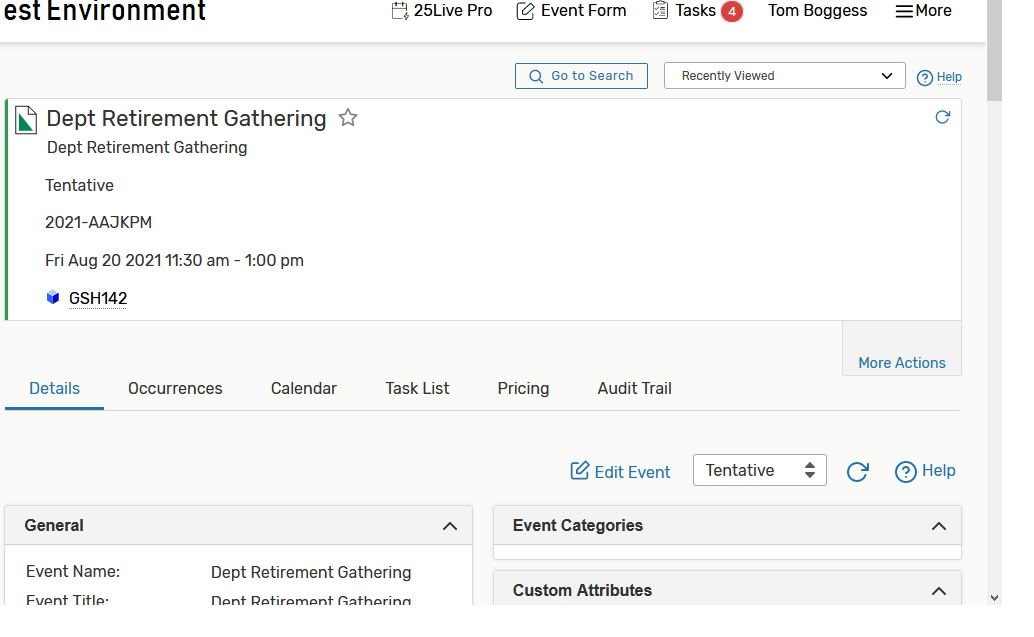 est Environment
25Live Pro Event Form Tasks 4 Tom Boggess More
Go to Search Recently Viewed Help
Dept Retirement Gathering
Dept Retirement Gathering
Tentative
2021-AAJKPM
Fri Aug 20 2021 11:30 am - 1:00 pm
GSH142
More Actions
Details Occurrences Calendar Task List Pricing Audit Trail
Edit Event Tentative Help
General
Event Name: Dept Retirement Gathering
Event Title: Dept Retirement Gathering
Event Categories
Custom Attributes